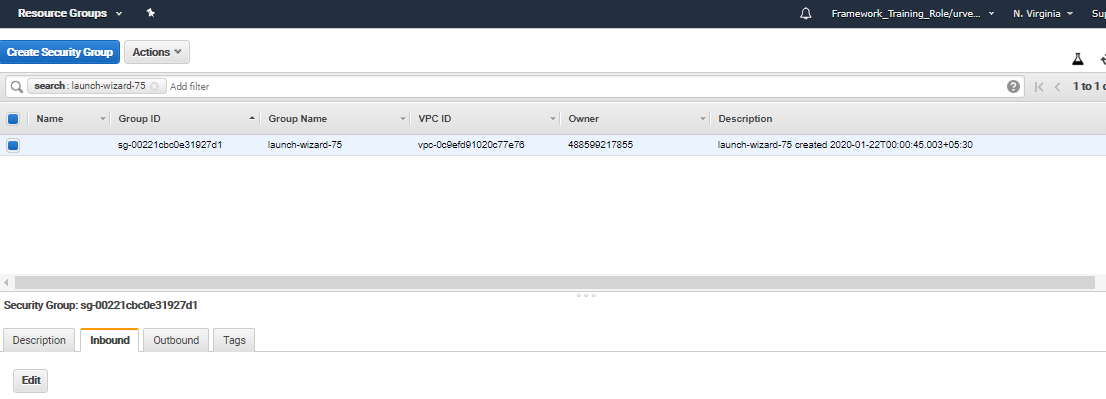 Resource Groups Framework_Training_Role/urve... N. Virginia Sup
Create Security Group Actions
search : launch-wizard-75 Add filter 1 to 1 o
Name Group ID Group Name VPC ID Owner Description
sg-00221cbc0e31927d1 launch-wizard-75 vpc-0c9efd91020c77e76 488599217855 launch-wizard-75 created 2020-01-22T00:00:45.003+05:30
Security Group: sg-00221cbc0e31927d1
Description Inbound Outbound Tags
Edit